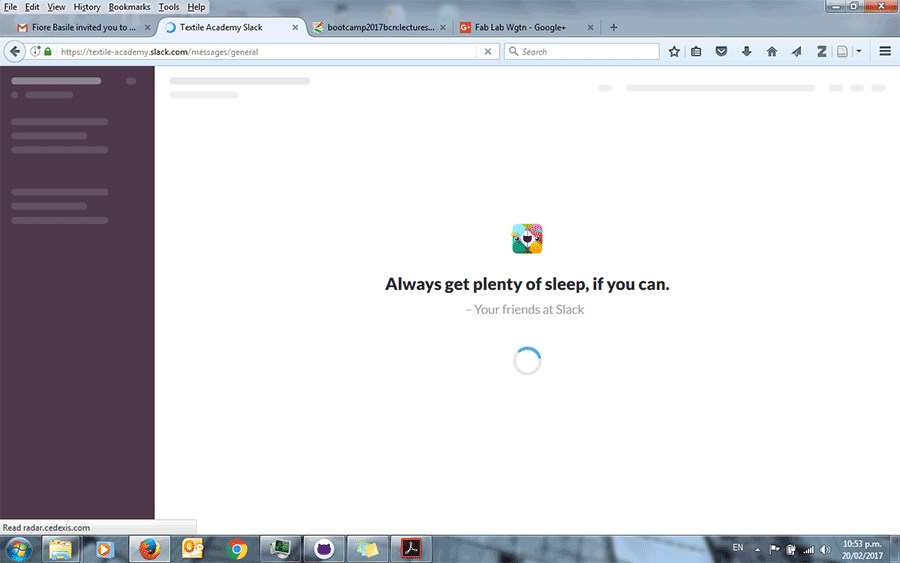 File Edit View History Bookmarks Tools Help
Fiore Basile invited you to ...
Textile Academy Slack
bootcamp2017bcn:lectures...
G+ Fab Lab Wgtn - Google+
https://textile-academy.slack.com/messages/general
Search
Always get plenty of sleep, if you can.
– Your friends at Slack
Read radar.cedexis.com
EN
10:53 p.m.
20/02/2017